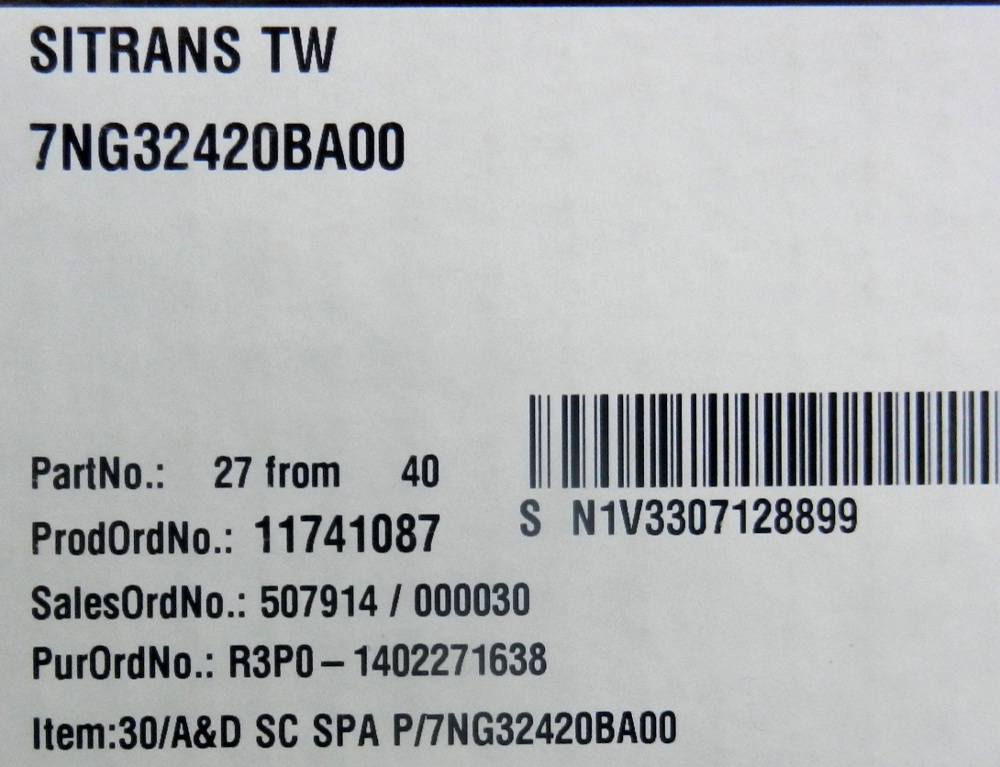 SITRANS TW
7NG32420BA00
PartNo.: 27 from 40
ProdOrdNo.: 11741087
S N1V3307128899
SalesOrdNo.: 507914 / 000030
PurOrdNo.: R3P0 – 1402271638
Item:30/A&D SC SPA P/7NG32420BA00